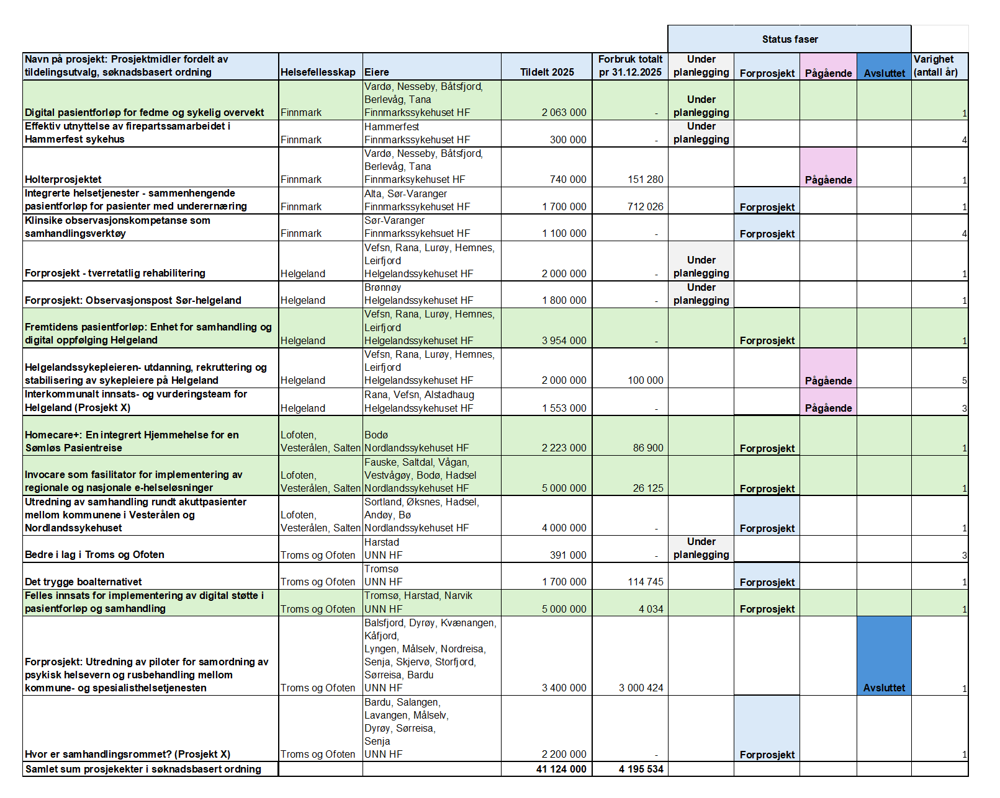 Status faser
Navn på prosjekt: Prosjektmidler fordelt av
tildelingsutvalg, søknadsbasert ordning
Helsefellesskap
Eiere
Tildelt 2025
Forbruk totalt
pr 31.12.2025
Under
planlegging
Forprosjekt
Pågående
Avsluttet
Varighet
(antall år)
Digital pasientforløp for fedme og sykelig overvekt
Finnmark
Vardø, Nesseby, Båtsfjord,
Berlevåg, Tana
Finnmarkssykehuset HF
2 063 000
-
Under
planlegging
1
Effektiv utnyttelse av firepartssamarbeidet i
Hammerfest sykehus
Finnmark
Hammerfest
Finnmarkssykehuset HF
300 000
-
Under
planlegging
4
Holterprosjektet
Finnmark
Vardø, Nesseby, Båtsfjord,
Berlevåg, Tana
Finnmarksykehuset HF
740 000
151 280
Pågående
1
Integrerte helsetjenester - sammenhengende
pasientforløp for pasienter med underernæring
Finnmark
Alta, Sør-Varanger
Finnmarkssykehuset HF
1 700 000
712 026
Forprosjekt
1
Klinsike observasjonskompetanse som
samhandlingsverktøy
Finnmark
Sør-Varanger
Finnmarkssykehsuet HF
1 100 000
-
Forprosjekt
4
Forprosjekt - tverretatlig rehabilitering
Helgeland
Vefsn, Rana, Lurøy, Hemnes,
Leirfjord
Helgelandssykehuset HF
2 000 000
-
Under
planlegging
1
Forprosjekt: Observasjonspost Sør-helgeland
Helgeland
Brønnøy
Helgelandssykehuset HF
1 800 000
-
Under
planlegging
1
Fremtidens pasientforløp: Enhet for samhandling og
digital oppfølging Helgeland
Helgeland
Vefsn, Rana, Lurøy, Hemnes,
Leirfjord
Helgelandssykehuset HF
3 954 000
-
Forprosjekt
1
Helgelandssykepleieren- utdanning, rekruttering og
stabilisering av sykepleiere på Helgeland
Helgeland
Vefsn, Rana, Lurøy, Hemnes,
Leirfjord
Helgelandssykehuset HF
2 000 000
100 000
Pågående
5
Interkommunalt innsats- og vurderingsteam for
Helgeland (Prosjekt X)
Helgeland
Rana, Vefsn, Alstadhaug
Helgelandssykehuset HF
1 553 000
-
Pågående
3
Homecare+: En integrert Hjemmehelse for en
Sømløs Pasientreise
Lofoten,
Vesterålen, Salten
Bodø
Nordlandssykehuset HF
2 223 000
86 900
Forprosjekt
1
Invocare som fasilitator for implementering av
regionale og nasjonale e-helseløsninger
Lofoten,
Vesterålen, Salten
Fauske, Saltdal, Vågan,
Vestvågøy, Bodø, Hadsel
Nordlandssykehuset HF
5 000 000
26 125
Forprosjekt
1
Utredning av samhandling rundt akuttpasienter
mellom kommunene i Vesterålen og
Nordlandssykehuset
Lofoten,
Vesterålen, Salten
Sortland, Øksnes, Hadsel,
Andøy, Bø
Nordlandssykehuset HF
4 000 000
-
Forprosjekt
1
Bedre i lag i Troms og Ofoten
Troms og Ofoten
Harstad
UNN HF
391 000
-
Under
planlegging
3
Det trygge boalternativet
Troms og Ofoten
Tromsø
UNN HF
1 700 000
114 745
Forprosjekt
1
Felles innsats for implementering av digital støtte i
pasientforløp og samhandling
Troms og Ofoten
Tromsø, Harstad, Narvik
UNN HF
5 000 000
4 034
Forprosjekt
1
Forprosjekt: Utredning av piloter for samordning av
psykisk helsevern og rusbehandling mellom
kommune- og spesialisthelsetjenesten
Troms og Ofoten
Balsfjord, Dyrøy, Kvænangen,
Kåfjord,
Lyngen, Målselv, Nordreisa,
Senja, Skjervø, Storfjord,
Sørreisa, Bardu
UNN HF
3 400 000
3 000 424
Avsluttet
1
Hvor er samhandlingsrommet? (Prosjekt X)
Troms og Ofoten
Bardu, Salangen,
Lavangen, Målselv,
Dyrøy, Sørreisa,
Senja
UNN HF
2 200 000
-
Forprosjekt
1
Samlet sum prosjekekter i søknadsbasert ordning
41 124 000
4 195 534